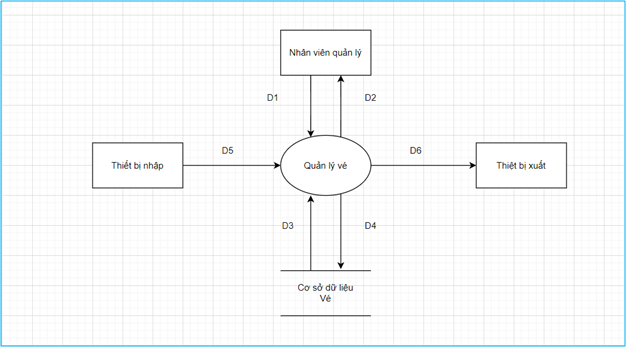 Nhân viên quản lý
D1
D2
Thiết bị nhập
D5
Quản lý vé
D6
Thiệt bị xuất
D3
D4
Cơ sở dữ liệu
Vé